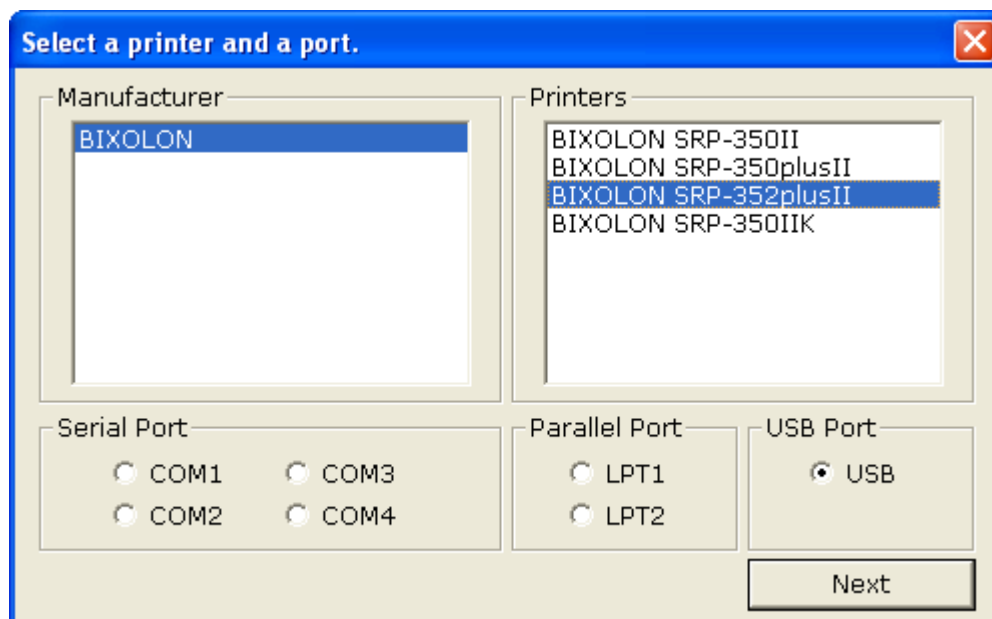 Select a printer and a port.
Manufacturer
BIXOLON
Printers
BIXOLON SRP-350II
BIXOLON SRP-350plusII
BIXOLON SRP-352plusII
BIXOLON SRP-350IIK
Serial Port
COM1 COM3
COM2 COM4
Parallel Port
LPT1
LPT2
USB Port
USB
Next